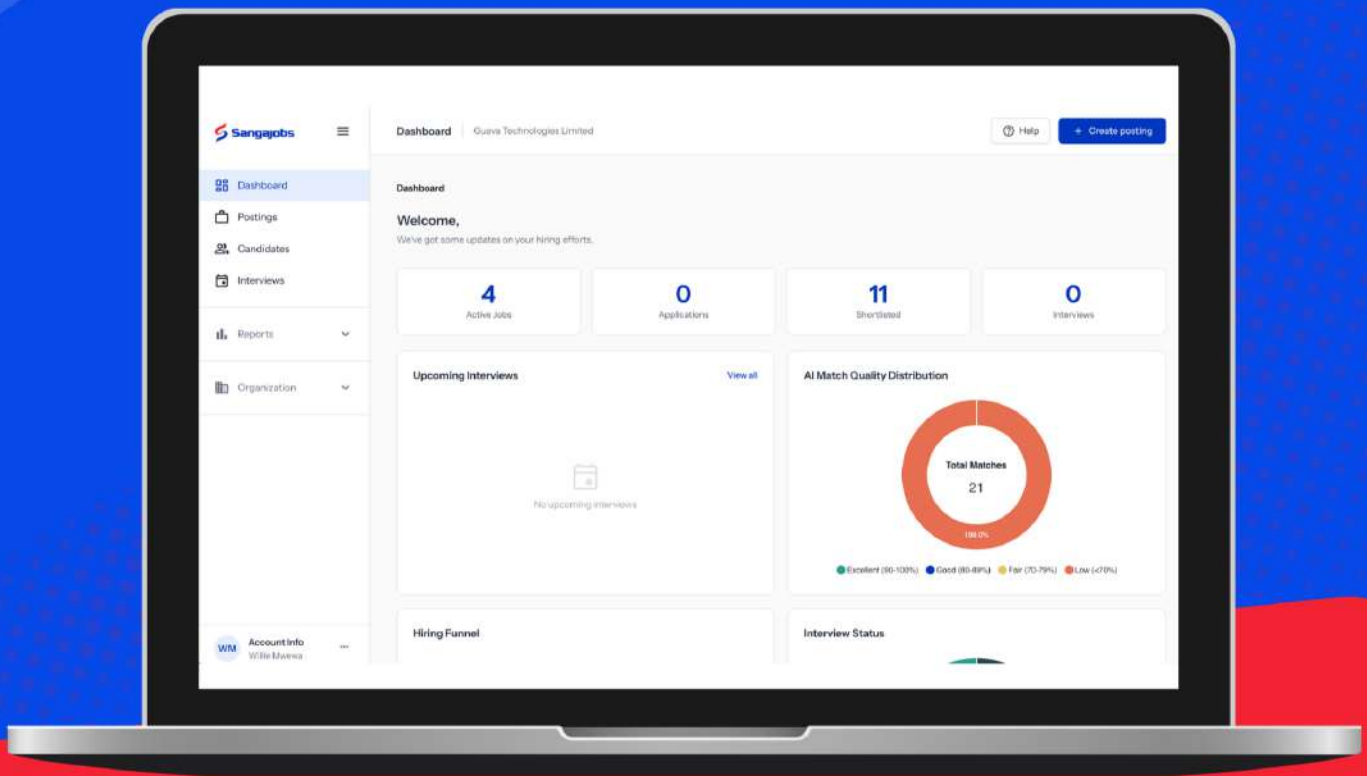 Sangajobs
Dashboard
Postings
Candidates
Interviews
Reports
Organization
WM
Account Info
Willie Mwewa
Dashboard Guava Technologies Limited
Help
+ Create posting
Dashboard
Welcome,
We've got some updates on your hiring efforts.
4
Active Jobs
0
Applications
11
Shortlisted
0
Interviews
Upcoming Interviews
View all
No upcoming interviews
AI Match Quality Distribution
Total Matches
21
Excellent (90-100%) Good (80-89%) Fair (70-79%) Low (<70%)
Hiring Funnel
Interview Status